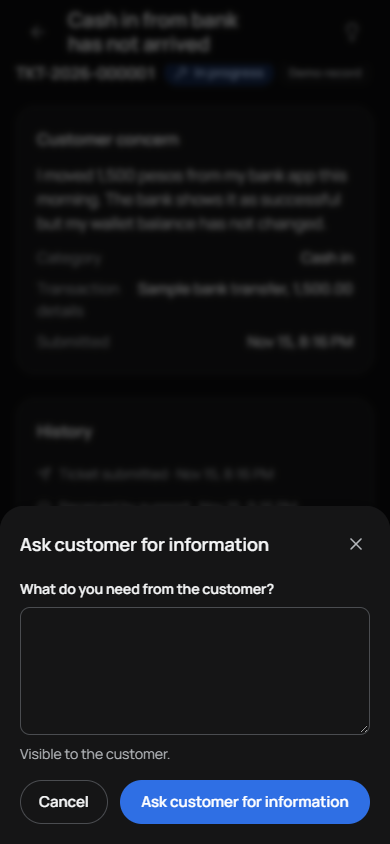 Cash in from bank
has not arrived
TXT-2026-000001 In progress Demo record
Customer concern
I moved 1,500 pesos from my bank app this
morning. The bank shows it as successful
but my wallet balance has not changed.
Category Cash in
Transaction details Sample bank transfer, 1,500.00
Submitted Nov 15, 8:16 PM
History
Ticket submitted Nov 15, 8:16 PM
Ask customer for information
What do you need from the customer?
Visible to the customer.
Cancel Ask customer for information